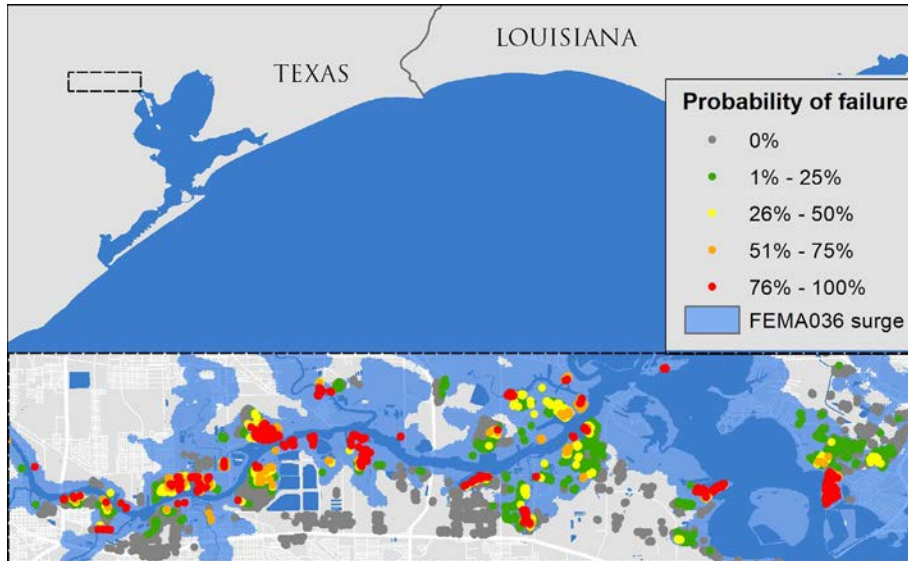 LOUISIANA
TEXAS
Probability of failure
0%
1% - 25%
26% - 50%
51% - 75%
76% - 100%
FEMA036 surge